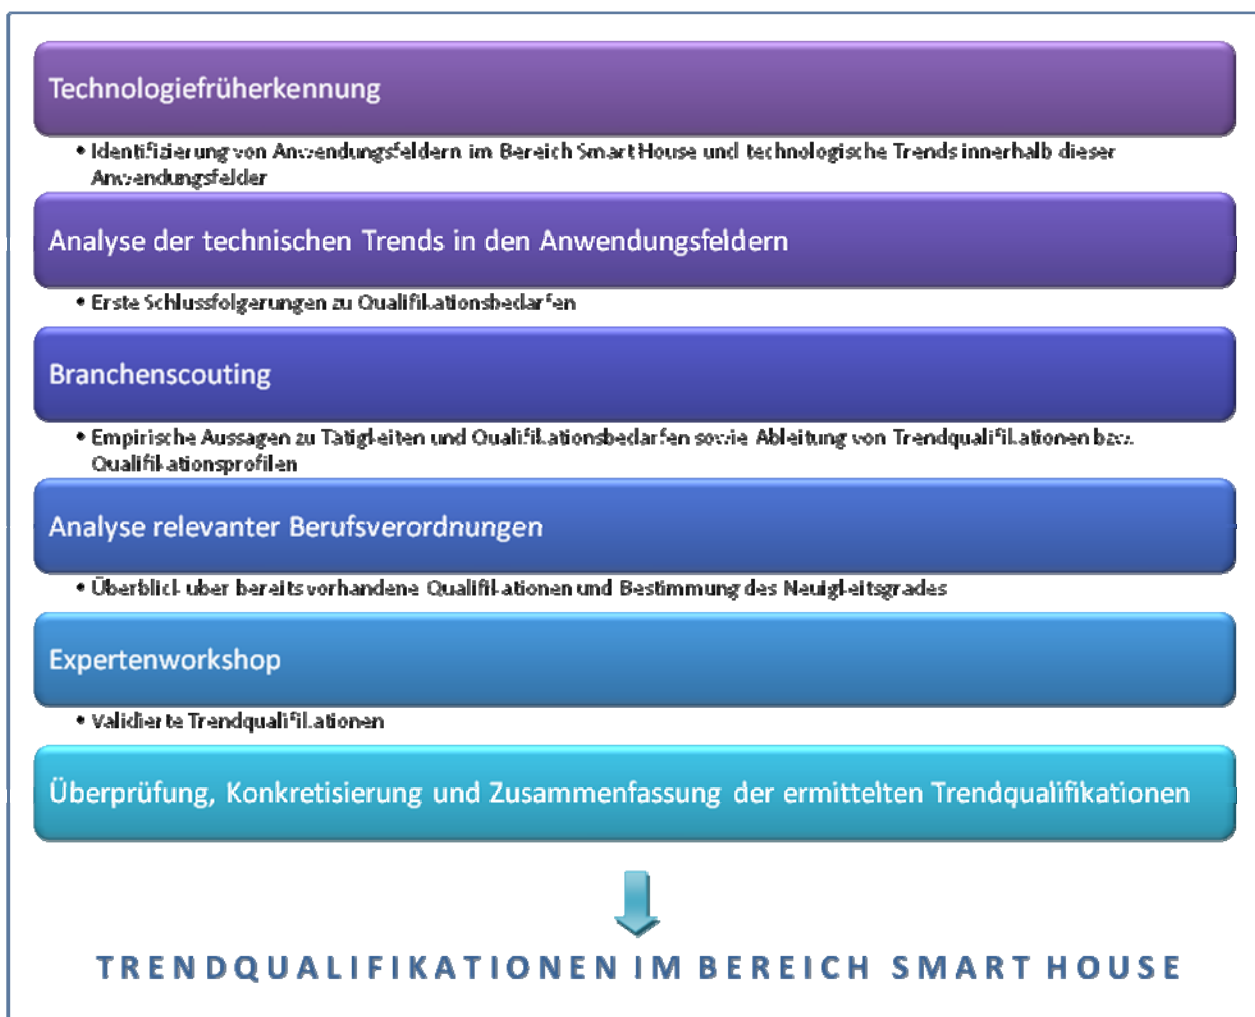 Technologiefrüherkennung
• Identifizierung von Anwendungsfeldern im Bereich Smart House und technologische Trends innerhalb dieser
Anwendungsfelder
Analyse der technischen Trends in den Anwendungsfeldern
• Erste Schlussfolgerungen zu Qualifikationsbedarfen
Branchenscouting
• Empirische Aussagen zu Tätigkeiten und Qualifikationsbedarfen sowie Ableitung von Trendqualifikationen bzw.
Qualifikationsprofilen
Analyse relevanter Berufsverordnungen
• Überblick über bereits vorhandene Qualifikationen und Bestimmung des Neuigkeitsgrades
Expertenworkshop
• Validierte Trendqualifikationen
Überprüfung, Konkretisierung und Zusammenfassung der ermittelten Trendqualifikationen
TRENDQUALIFIKATIONEN IM BEREICH SMART HOUSE